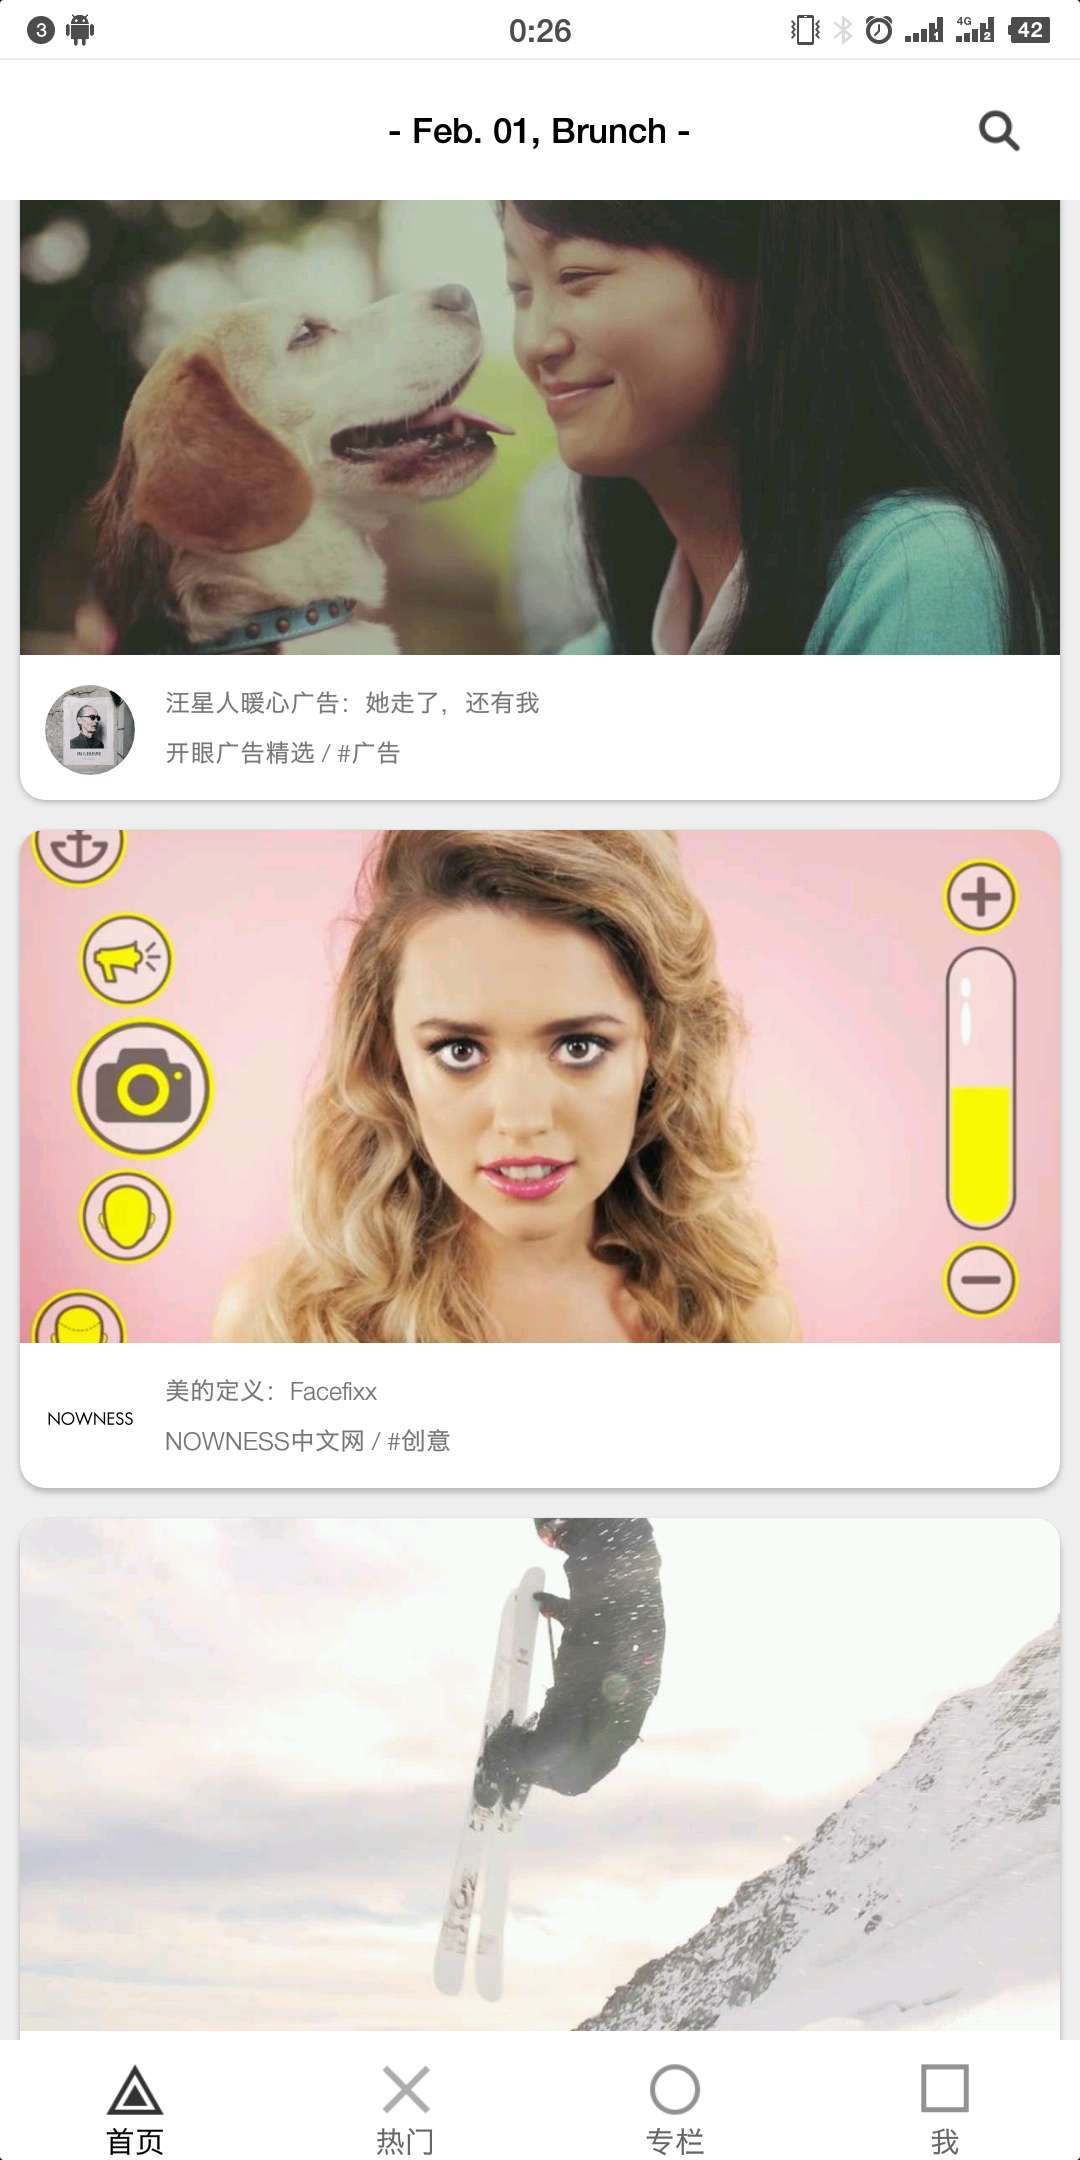 3 0:26 4G 1 2 42
- Feb. 01, Brunch -
汪星人暖心广告：她走了，还有我
开眼广告精选 / #广告
美的定义：Facefixx
NOWNESS
NOWNESS中文网 / #创意
首页 热门 专栏 我